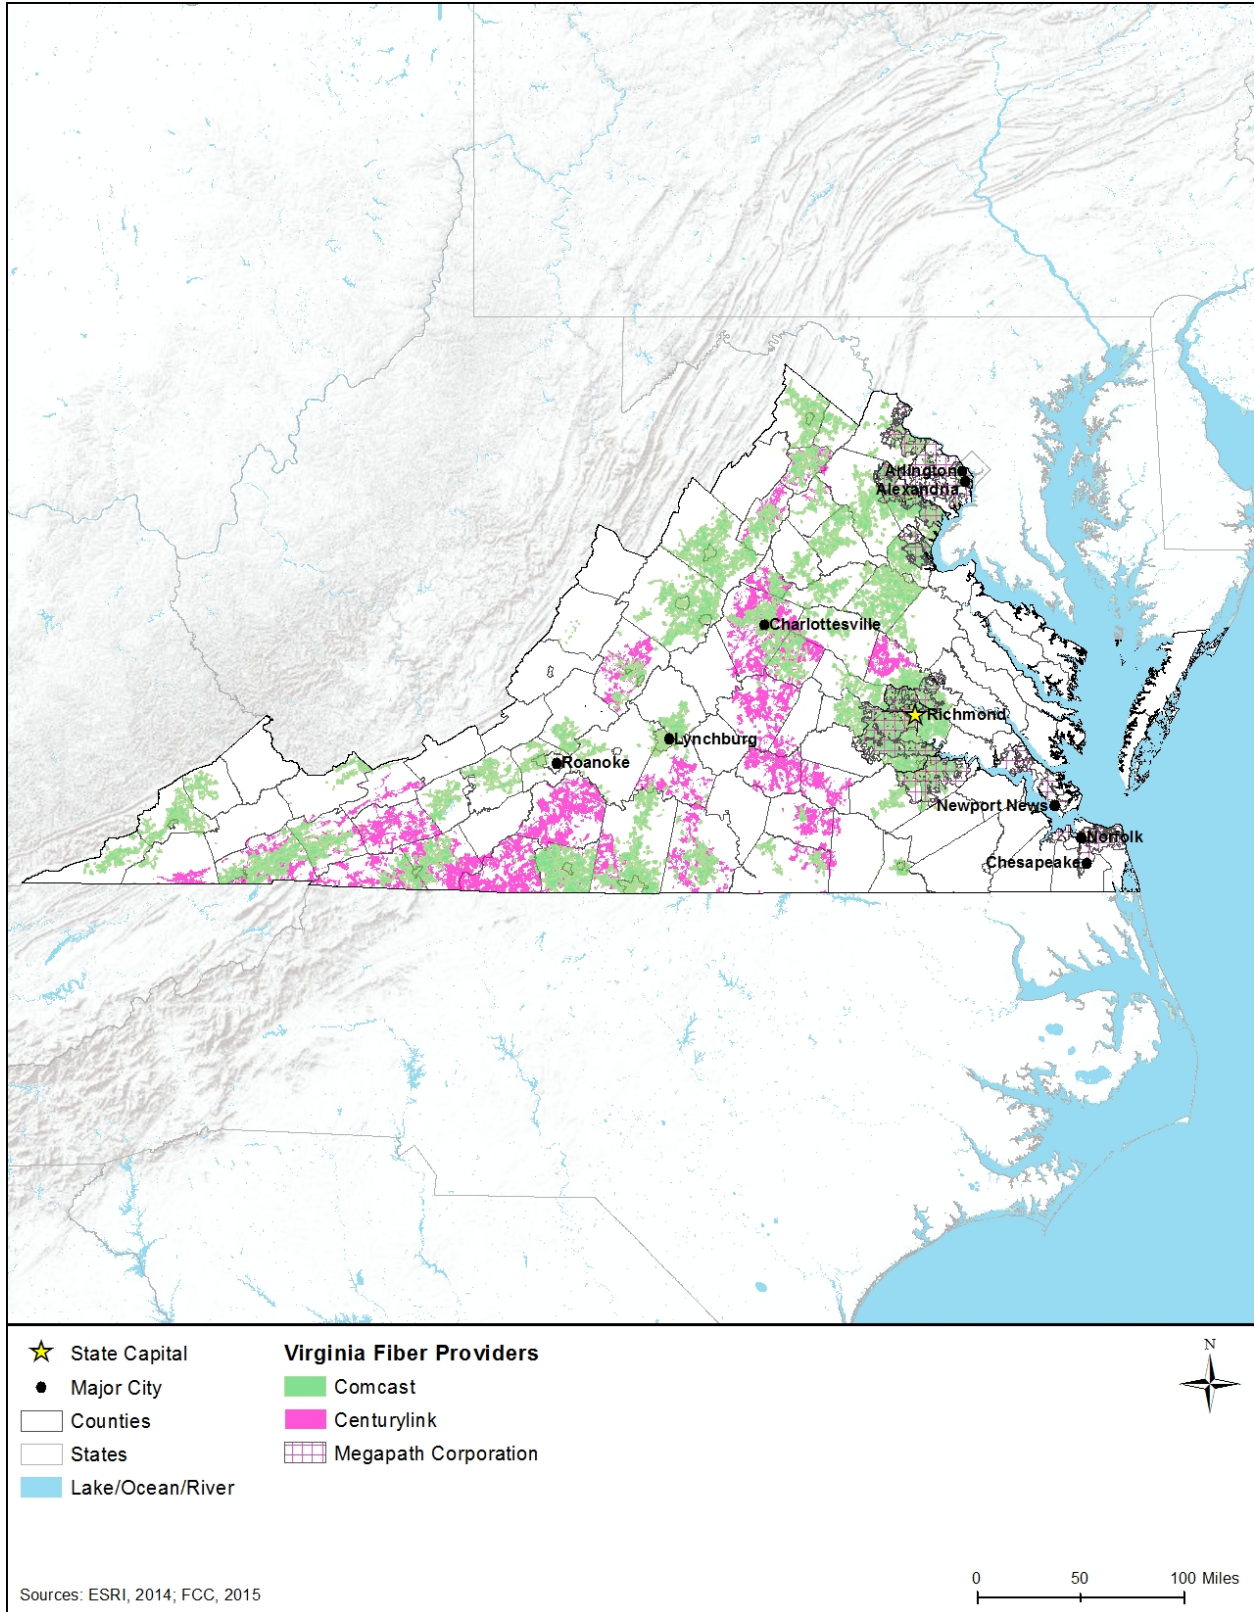 Arlington
Alexandria
Charlottesville
Richmond
Lynchburg
Roanoke
Newport News
Norfolk
Chesapeake
State Capital
Major City
Counties
States
Lake/Ocean/River
Virginia Fiber Providers
Comcast
Centurylink
Megapath Corporation
N
0 50 100 Miles
Sources: ESRI, 2014; FCC, 2015